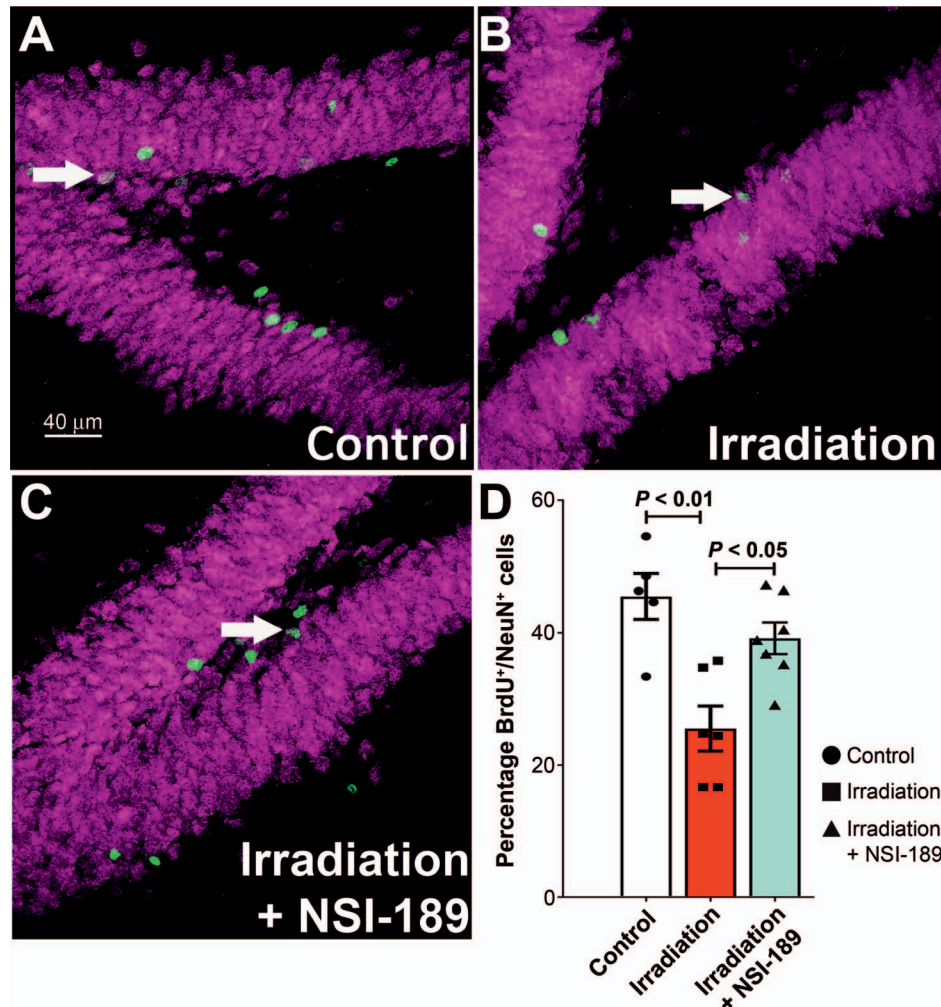 A
Control
40 μm
B
Irradiation
C
Irradiation
+ NSI-189
D
Percentage BrdU⁺/NeuN⁺ cells
60
40
20
0
P < 0.01
P < 0.05
Control
Irradiation
Irradiation
+ NSI-189
Control
Irradiation
Irradiation
+ NSI-189